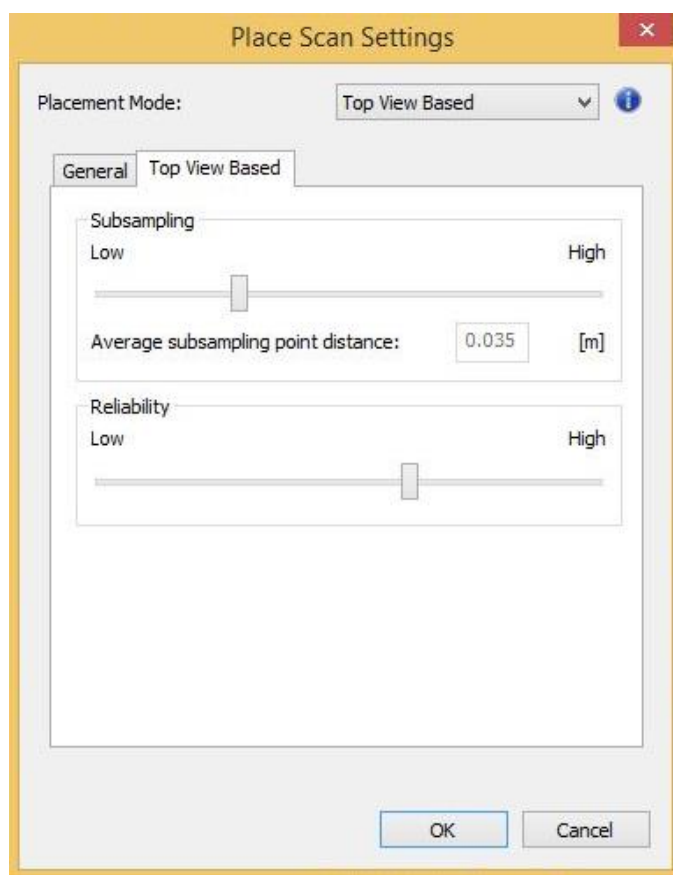 Place Scan Settings
Placement Mode: Top View Based
General Top View Based
Subsampling
Low High
Average subsampling point distance: 0.035 [m]
Reliability
Low High
OK Cancel